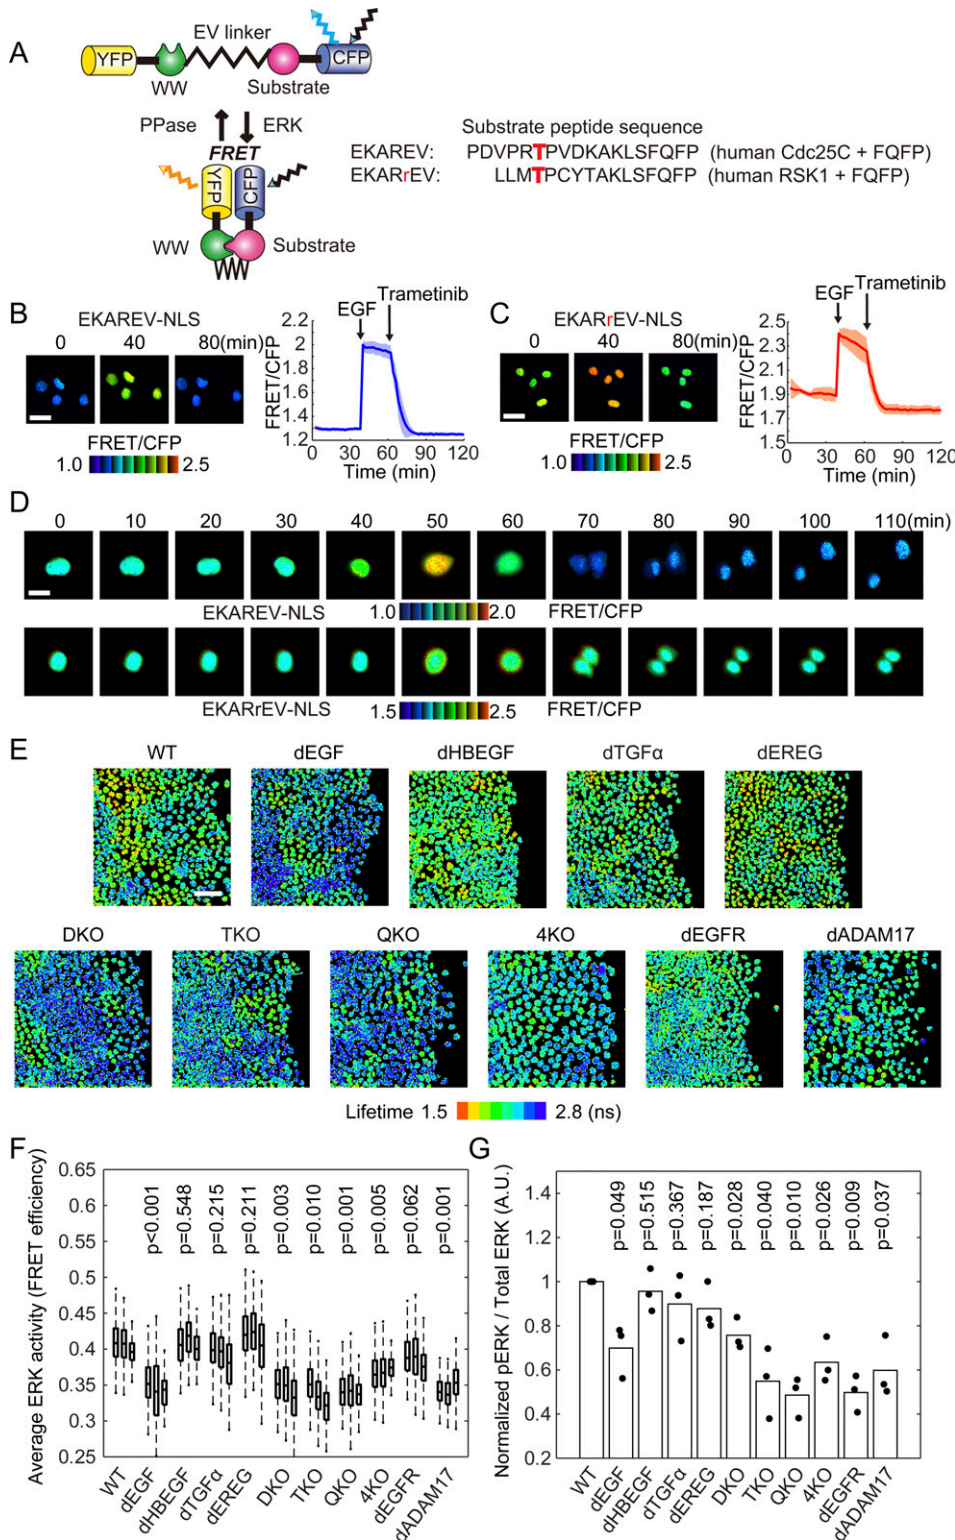 A
EV linker
YFP
CFP
WW
Substrate
PPase
ERK
FRET
YFP
CFP
WW
Substrate
Substrate peptide sequence
EKAREV: PDVPRTPVDKAKLSFQFP (human Cdc25C + FQFP)
EKARrEV: LLMTPCYTAKLSFQFP (human RSK1 + FQFP)
B
EKAREV-NLS
0 40 80(min)
FRET/CFP
1.0 2.5
EGF
Trametinib
FRET/CFP
2.2
2
1.8
1.6
1.4
1.2
0 30 60 90 120
Time (min)
C
EKARrEV-NLS
0 40 80(min)
FRET/CFP
1.0 2.5
EGF
Trametinib
FRET/CFP
2.5
2.3
2.1
1.9
1.7
1.5
0 30 60 90 120
Time (min)
D
0 10 20 30 40 50 60 70 80 90 100 110(min)
EKAREV-NLS 1.0 2.0 FRET/CFP
EKARrEV-NLS 1.5 2.5 FRET/CFP
E
WT dEGF dHBEGF dTGFα dEREG
DKO TKO QKO 4KO dEGFR dADAM17
Lifetime 1.5 2.8 (ns)
F
Average ERK activity (FRET efficiency)
0.65
0.6
0.55
0.5
0.45
0.4
0.35
0.3
0.25
p<0.001
p=0.548
p=0.215
p=0.211
p=0.003
p=0.010
p=0.001
p=0.005
p=0.062
p=0.001
WT
dEGF
dHBEGF
dTGFα
dEREG
DKO
TKO
QKO
4KO
dEGFR
dADAM17
G
Normalized pERK / Total ERK (A.U.)
1.4
1.2
1
0.8
0.6
0.4
0.2
p=0.049
p=0.515
p=0.367
p=0.187
p=0.028
p=0.040
p=0.010
p=0.026
p=0.009
p=0.037
WT
dEGF
dHBEGF
dTGFα
dEREG
DKO
TKO
QKO
4KO
dEGFR
dADAM17